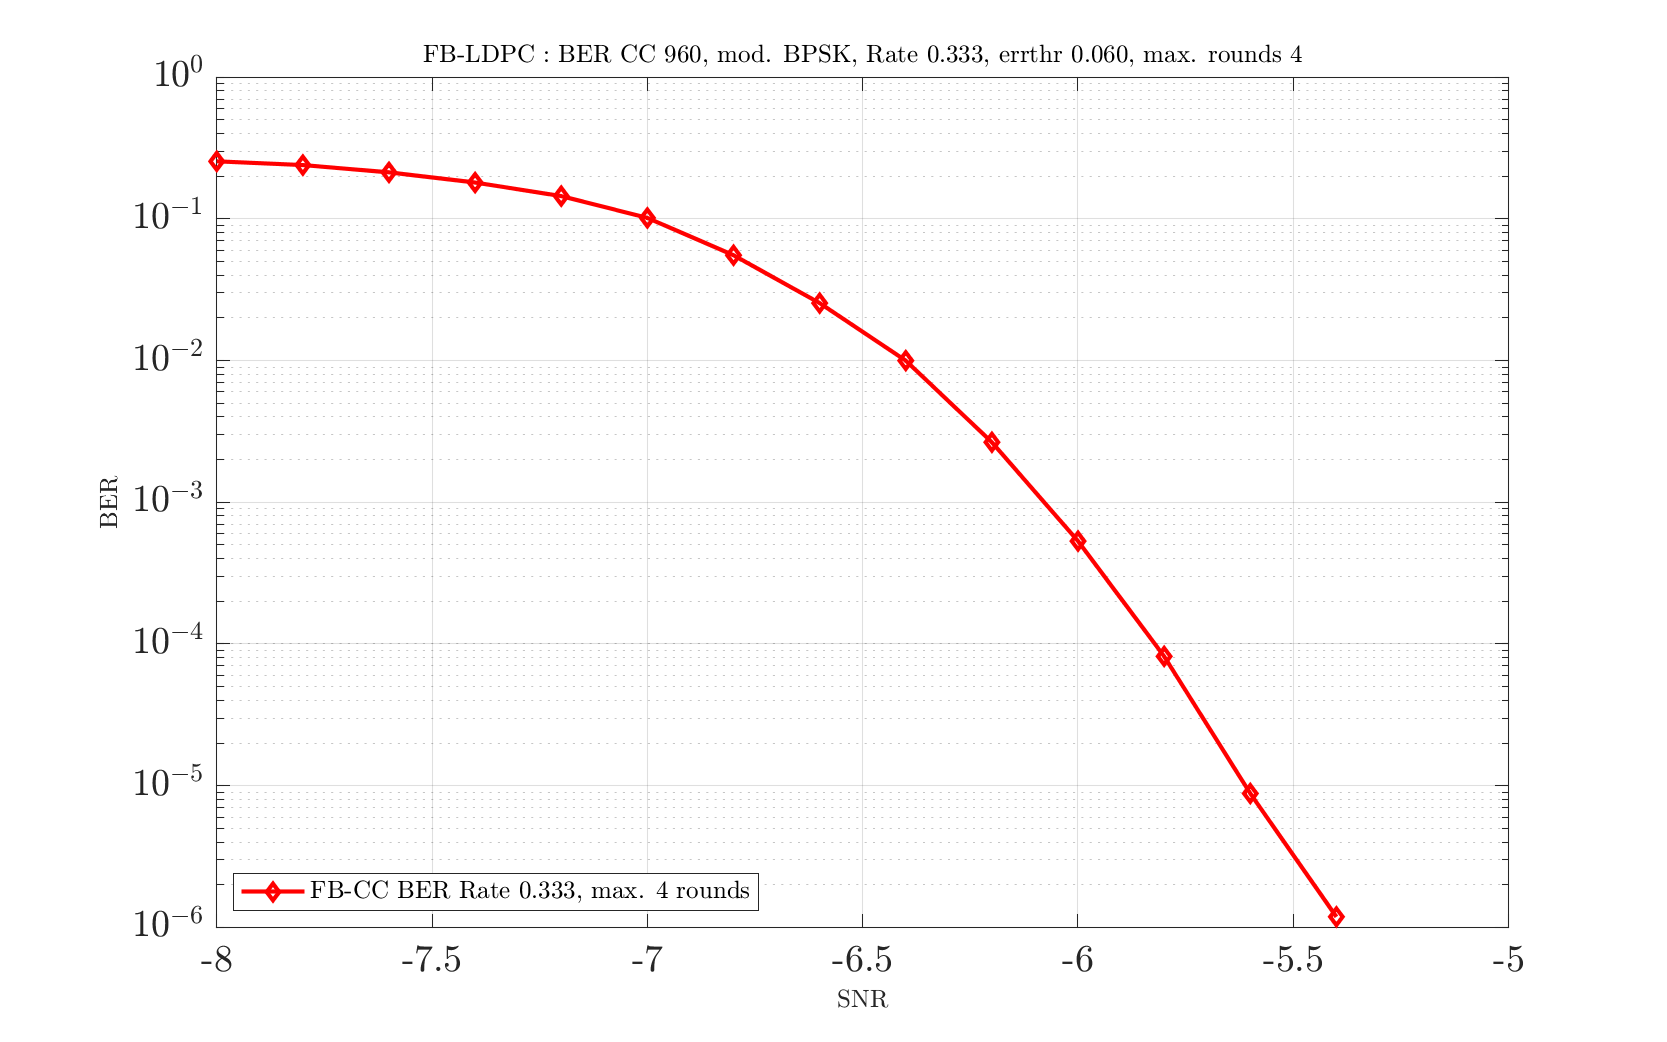 FB-LDPC : BER CC 960, mod. BPSK, Rate 0.333, errthr 0.060, max. rounds 4
10^0
10^{-1}
10^{-2}
10^{-3}
10^{-4}
10^{-5}
10^{-6}
BER
FB-CC BER Rate 0.333, max. 4 rounds
-8 -7.5 -7 -6.5 -6 -5.5 -5
SNR